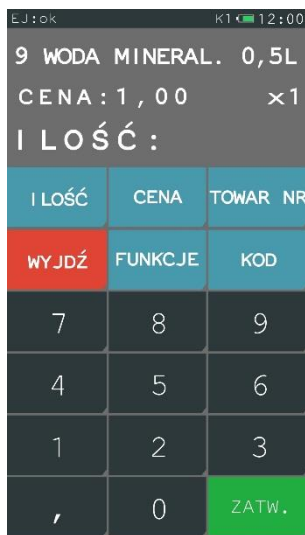 EJ:ok K1 12:00
9 WODA MINERAL. 0,5L
CENA:1,00 x1
ILOŚĆ:
ILOŚĆ CENA TOWAR NR
WYJDŹ FUNKCJE KOD
7 8 9
4 5 6
1 2 3
, 0 ZATW.